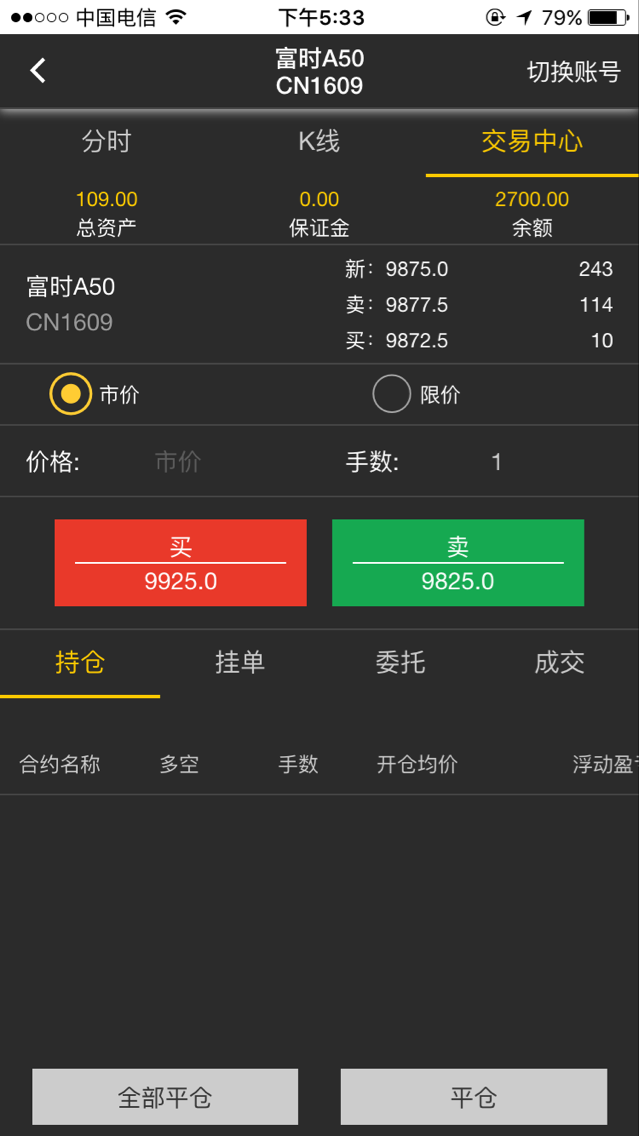 中国电信 下午5:33 79%
富时A50
CN1609
切换账号
分时 K线 交易中心
109.00 0.00 2700.00
总资产 保证金 余额
富时A50
CN1609
新: 9875.0 243
卖: 9877.5 114
买: 9872.5 10
市价 限价
价格: 市价 手数: 1
买 卖
9925.0 9825.0
持仓 挂单 委托 成交
合约名称 多空 手数 开仓均价 浮动盈
全部平仓 平仓